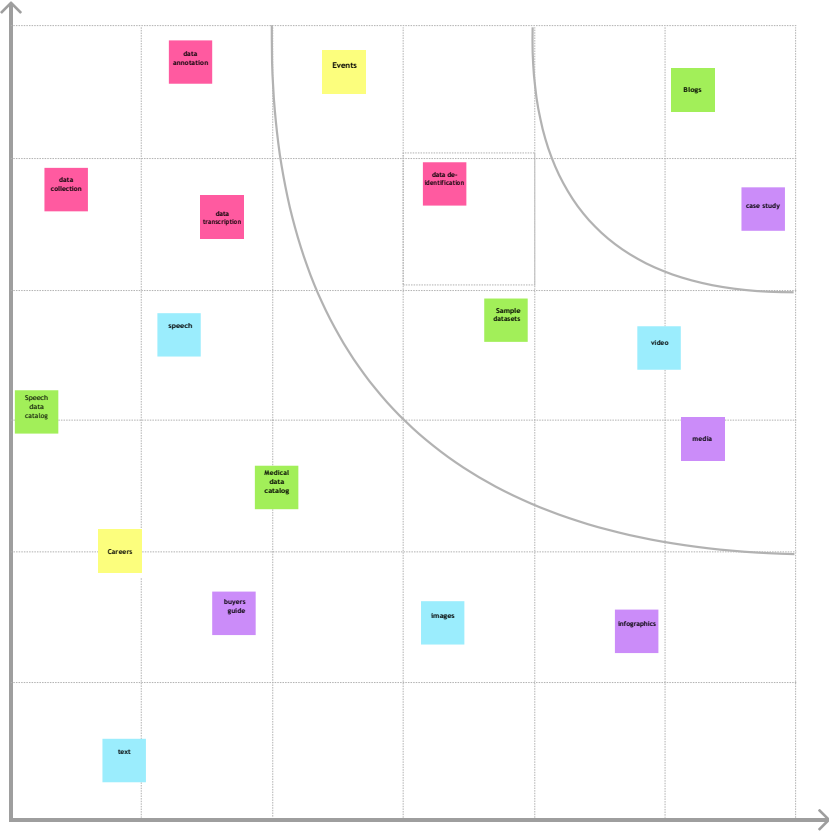 data
annotation
Events
Blogs
data
collection
data de-
identification
case study
data
transcription
Sample
datasets
speech
video
Speech
data
catalog
media
Medical
data
catalog
Careers
buyers
guide
images
infographics
text